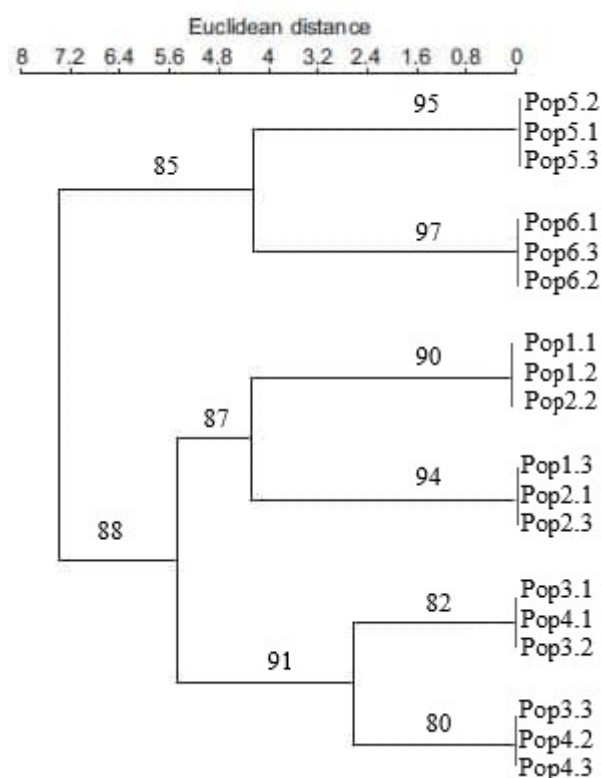 Euclidean distance
8 7.2 6.4 5.6 4.8 4 3.2 2.4 1.6 0.8 0
95
Pop5.2
Pop5.1
Pop5.3
85
97
Pop6.1
Pop6.3
Pop6.2
90
Pop1.1
Pop1.2
Pop2.2
87
94
Pop1.3
Pop2.1
Pop2.3
88
82
Pop3.1
Pop4.1
Pop3.2
91
80
Pop3.3
Pop4.2
Pop4.3